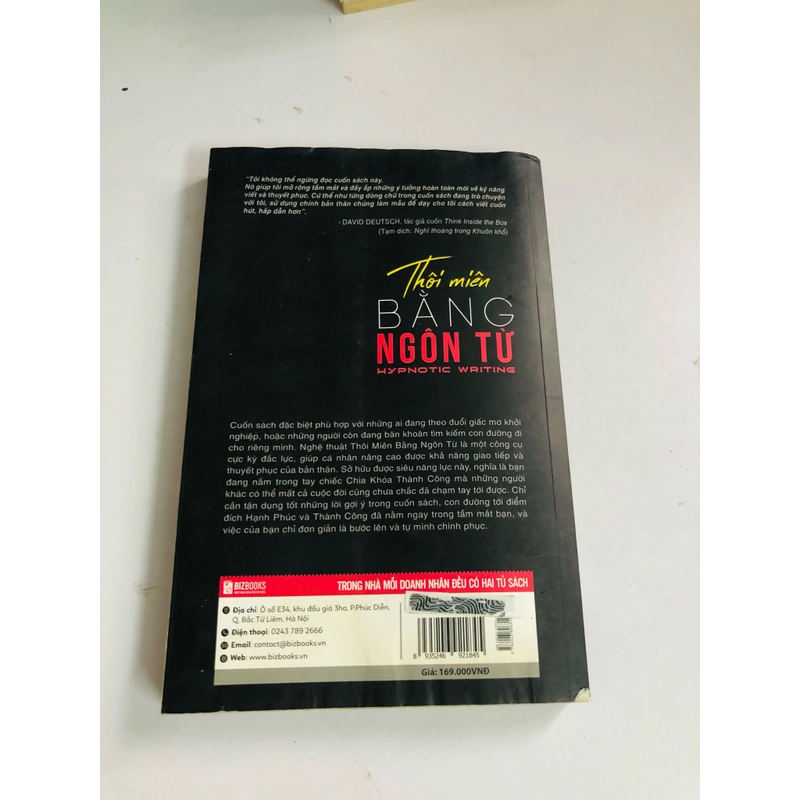 "Tôi không thể ngừng đọc cuốn sách này.
Nó giúp tôi mở rộng tầm mắt và đầy ắp những ý tưởng hoàn toàn mới về kỹ năng
viết và thuyết phục. Cứ thể như từng dòng chữ trong cuốn sách đang trò chuyện
với tôi, sử dụng chính bản thân chúng làm mẫu để dạy cho tôi cách viết cuốn
hút, hấp dẫn hơn".
- DAVID DEUTSCH, tác giả cuốn Think Inside the Box
(Tạm dịch: Nghĩ thoáng trong Khuôn khổ)
Thôi miên
BẰNG
NGÔN TỪ
HYPNOTIC WRITING
Cuốn sách đặc biệt phù hợp với những ai đang theo đuổi giấc mơ khởi
nghiệp, hoặc những người còn đang băn khoăn tìm kiếm con đường đi
cho riêng mình. Nghệ thuật Thôi Miên Bằng Ngôn Từ là một công cụ
cực kỳ đắc lực, giúp cá nhân nâng cao được khả năng giao tiếp và
thuyết phục của bản thân. Sở hữu được siêu năng lực này, nghĩa là bạn
đang nắm trong tay chiếc Chìa Khóa Thành Công mà những người
khác có thể mất cả cuộc đời cũng chưa chắc đã chạm tay tới được. Chỉ
cần tận dụng tốt những lời gợi ý trong cuốn sách, con đường tới điểm
đích Hạnh Phúc và Thành Công đã nằm ngay trong tầm mắt bạn, và
việc của bạn chỉ đơn giản là bước lên và tự mình chinh phục.
BIZBOOKS
TRONG NHÀ MỖI DOANH NHÂN ĐỀU CÓ HAI TỦ SÁCH
Địa chỉ: Ô số E34, khu đấu giá 3ha, P.Phúc Diễn,
Q. Bắc Từ Liêm, Hà Nội
Điện thoại: 0243 789 2666
Email: contact@bizbooks.vn
Web: www.bizbooks.vn
8 935246 921845
Giá: 169.000VNĐ